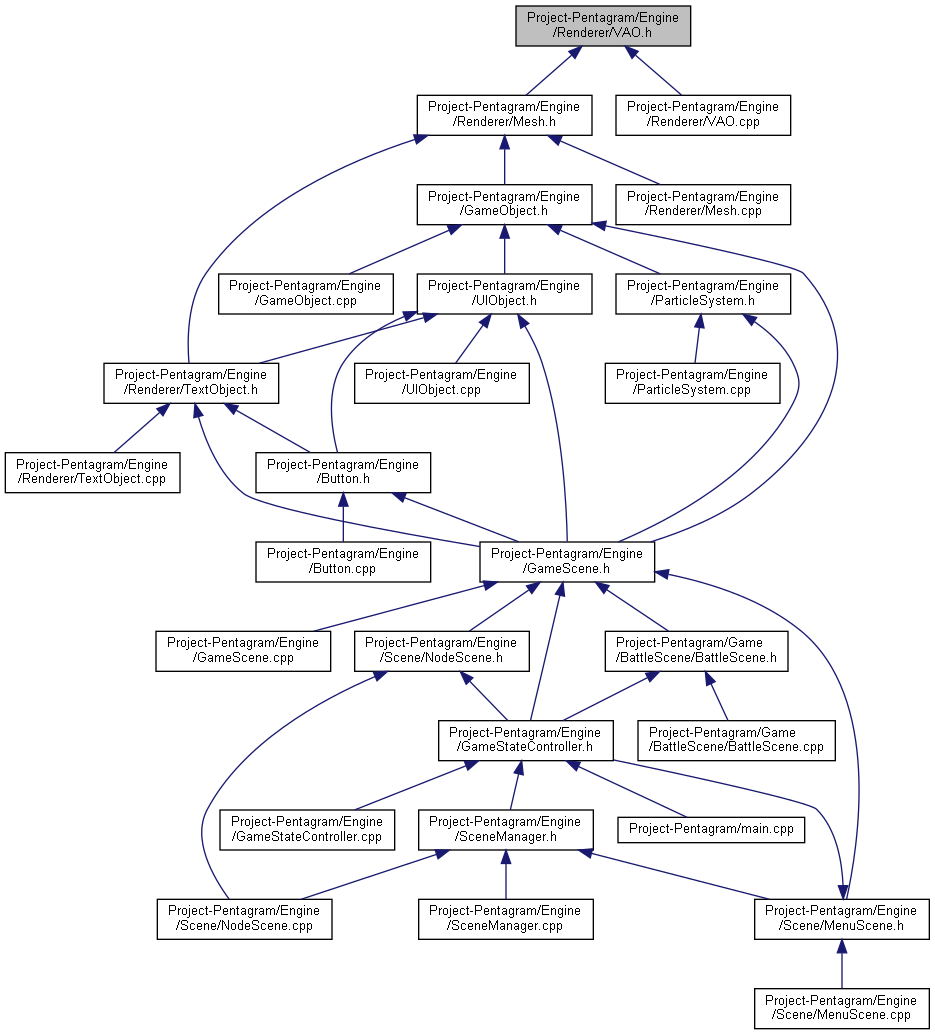 Project-Pentagram/Engine
/Renderer/VAO.h
Project-Pentagram/Engine
/Renderer/Mesh.h
Project-Pentagram/Engine
/Renderer/VAO.cpp
Project-Pentagram/Engine
/GameObject.h
Project-Pentagram/Engine
/Renderer/Mesh.cpp
Project-Pentagram/Engine
/GameObject.cpp
Project-Pentagram/Engine
/UIObject.h
Project-Pentagram/Engine
/ParticleSystem.h
Project-Pentagram/Engine
/Renderer/TextObject.h
Project-Pentagram/Engine
/UIObject.cpp
Project-Pentagram/Engine
/ParticleSystem.cpp
Project-Pentagram/Engine
/Renderer/TextObject.cpp
Project-Pentagram/Engine
/Button.h
Project-Pentagram/Engine
/Button.cpp
Project-Pentagram/Engine
/GameScene.h
Project-Pentagram/Engine
/GameScene.cpp
Project-Pentagram/Engine
/Scene/NodeScene.h
Project-Pentagram/Game
/BattleScene/BattleScene.h
Project-Pentagram/Engine
/GameStateController.h
Project-Pentagram/Game
/BattleScene/BattleScene.cpp
Project-Pentagram/Engine
/GameStateController.cpp
Project-Pentagram/Engine
/SceneManager.h
Project-Pentagram/main.cpp
Project-Pentagram/Engine
/Scene/NodeScene.cpp
Project-Pentagram/Engine
/SceneManager.cpp
Project-Pentagram/Engine
/Scene/MenuScene.h
Project-Pentagram/Engine
/Scene/MenuScene.cpp